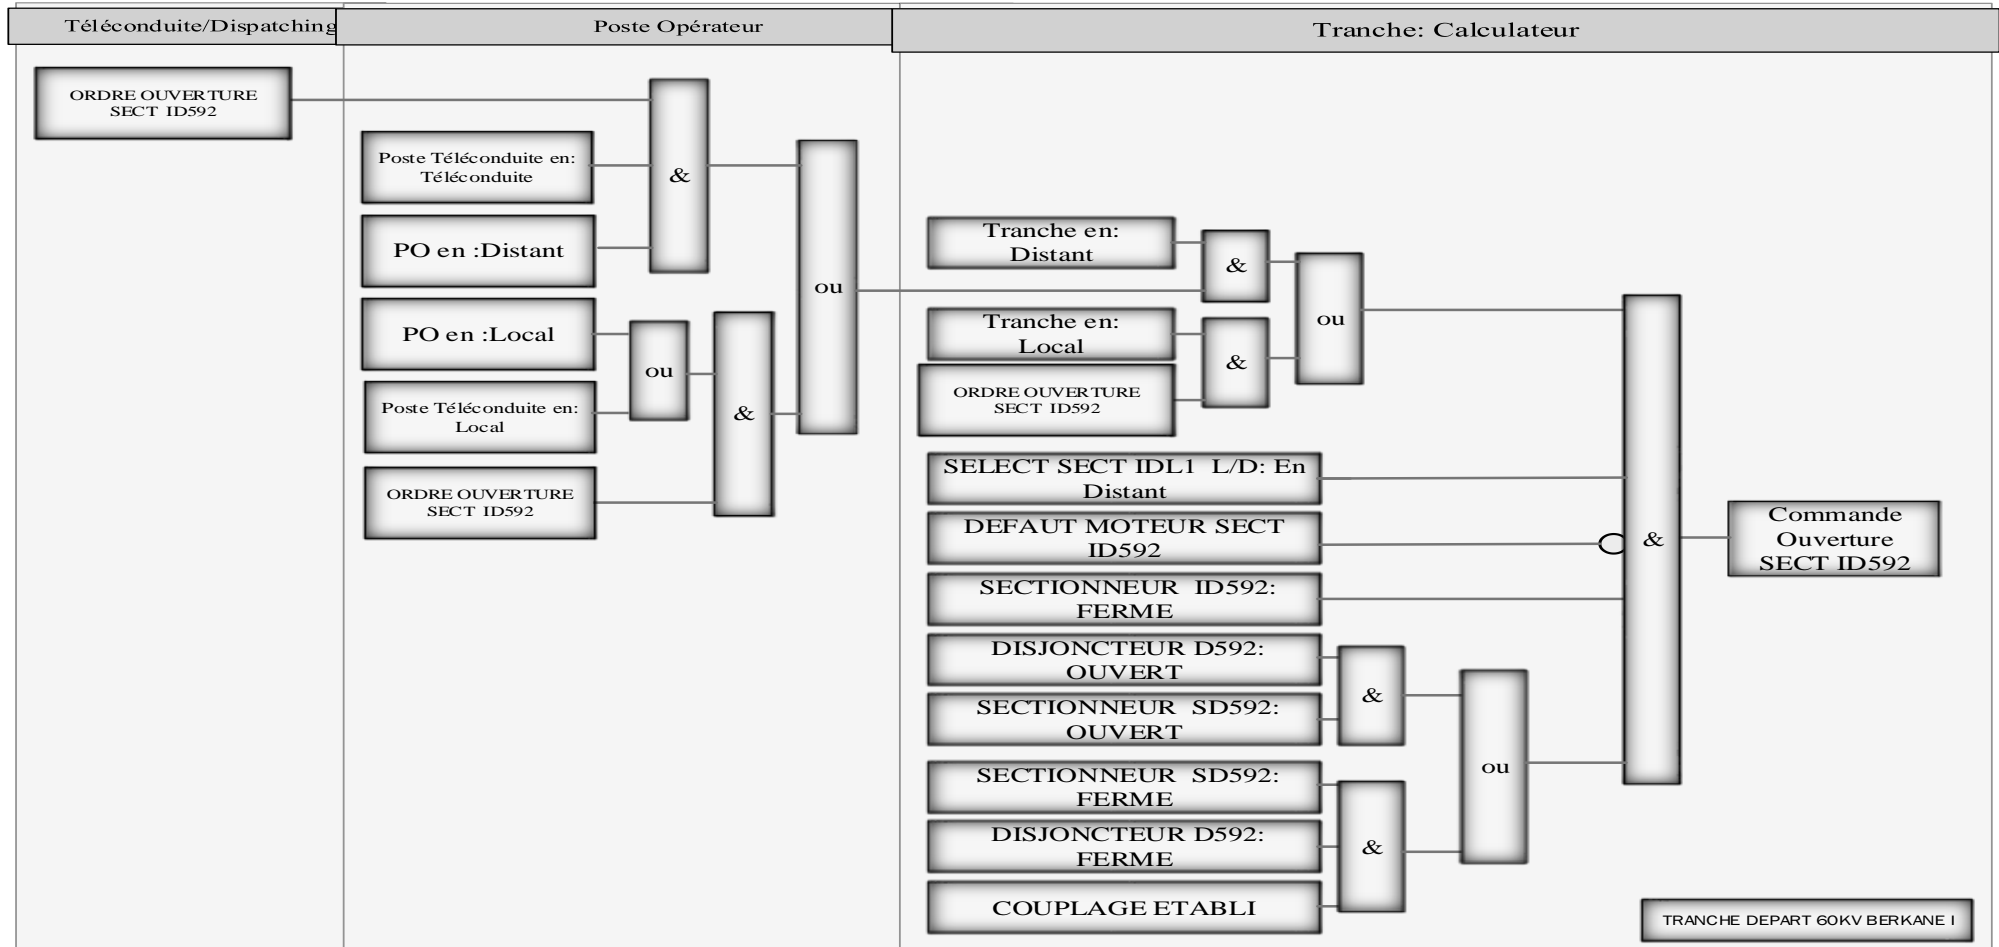 Téléconduite/Dispatching
Poste Opérateur
Tranche: Calculateur
ORDRE OUVERTURE
SECT ID592
Poste Téléconduite en:
Téléconduite
PO en :Distant
PO en :Local
Poste Téléconduite en:
Local
ORDRE OUVERTURE
SECT ID592
&
ou
&
ou
Tranche en:
Distant
Tranche en:
Local
ORDRE OUVERTURE
SECT ID592
&
&
ou
SELECT SECT IDL1 L/D: En
Distant
DEFAUT MOTEUR SECT
ID592
SECTIONNEUR ID592:
FERME
DISJONCTEUR D592:
OUVERT
SECTIONNEUR SD592:
OUVERT
SECTIONNEUR SD592:
FERME
DISJONCTEUR D592:
FERME
COUPLAGE ETABLI
&
&
ou
&
Commande
Ouverture
SECT ID592
TRANCHE DEPART 60KV BERKANE I